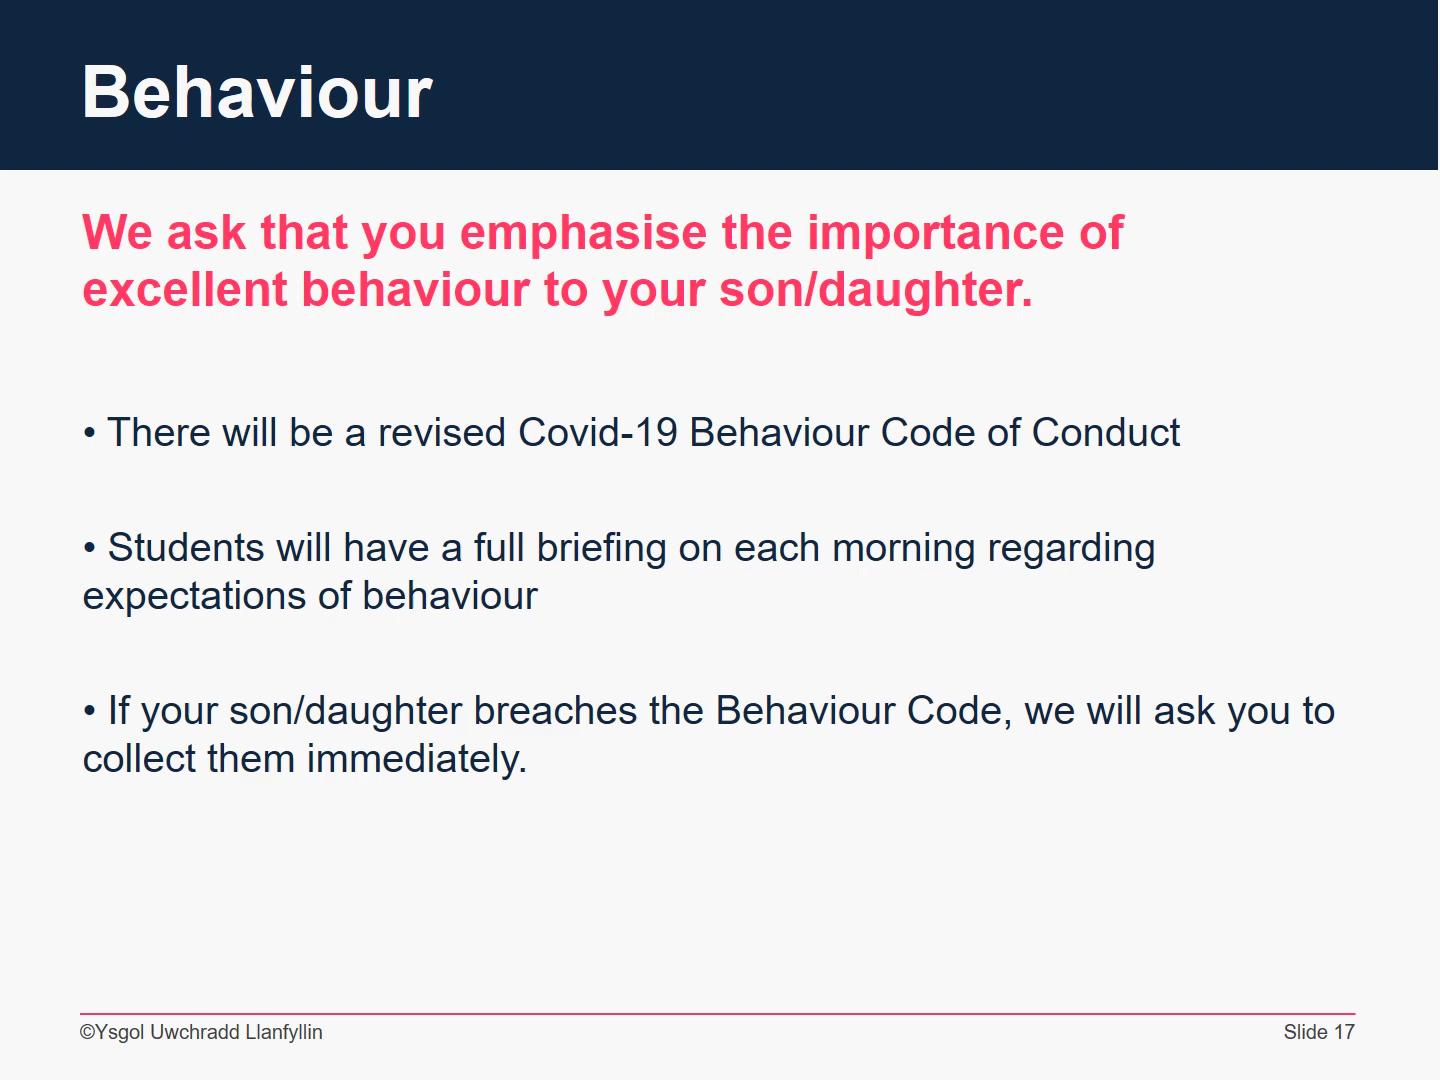 Behaviour
We ask that you emphasise the importance of
excellent behaviour to your son/daughter.
• There will be a revised Covid-19 Behaviour Code of Conduct
• Students will have a full briefing on each morning regarding
expectations of behaviour
• If your son/daughter breaches the Behaviour Code, we will ask you to
collect them immediately.
©Ysgol Uwchradd Llanfyllin
Slide 17